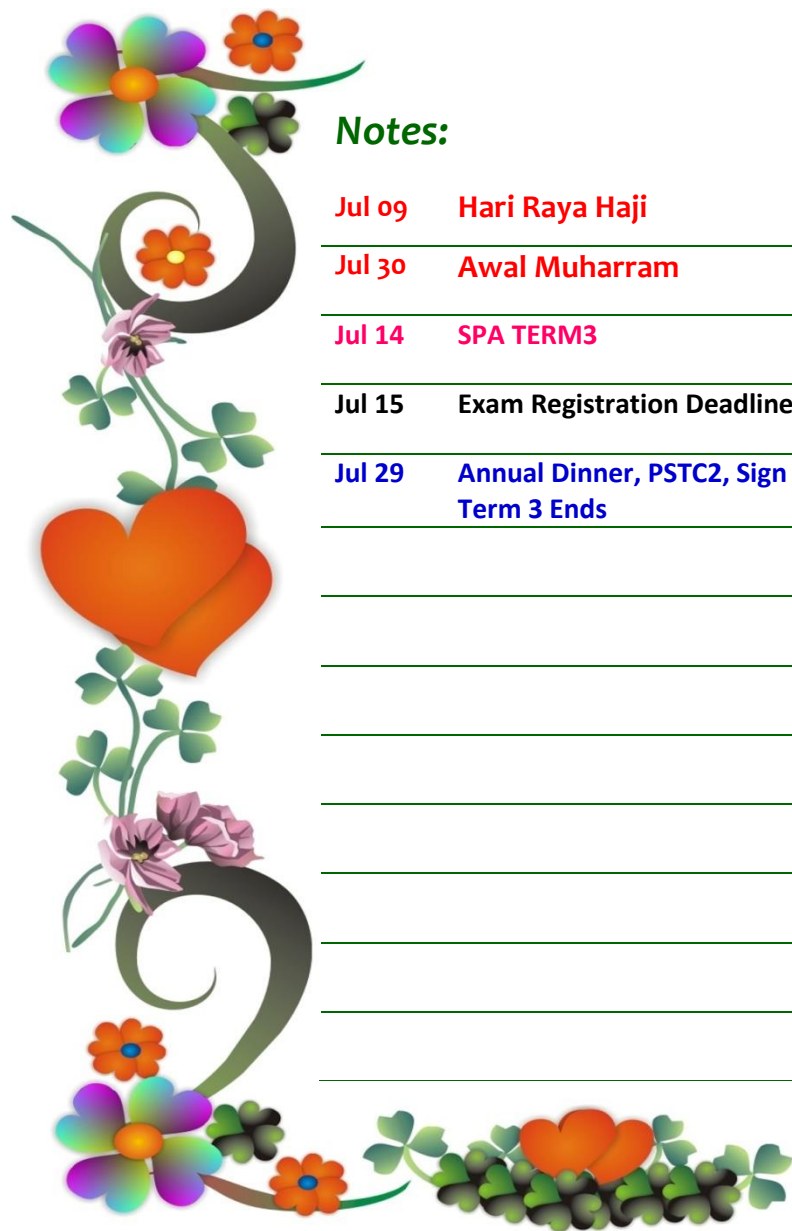 Notes:
Jul 09 Hari Raya Haji
Jul 30 Awal Muharram
Jul 14 SPA TERM3
Jul 15 Exam Registration Deadline
Jul 29 Annual Dinner, PSTC2, Sign
Term 3 Ends